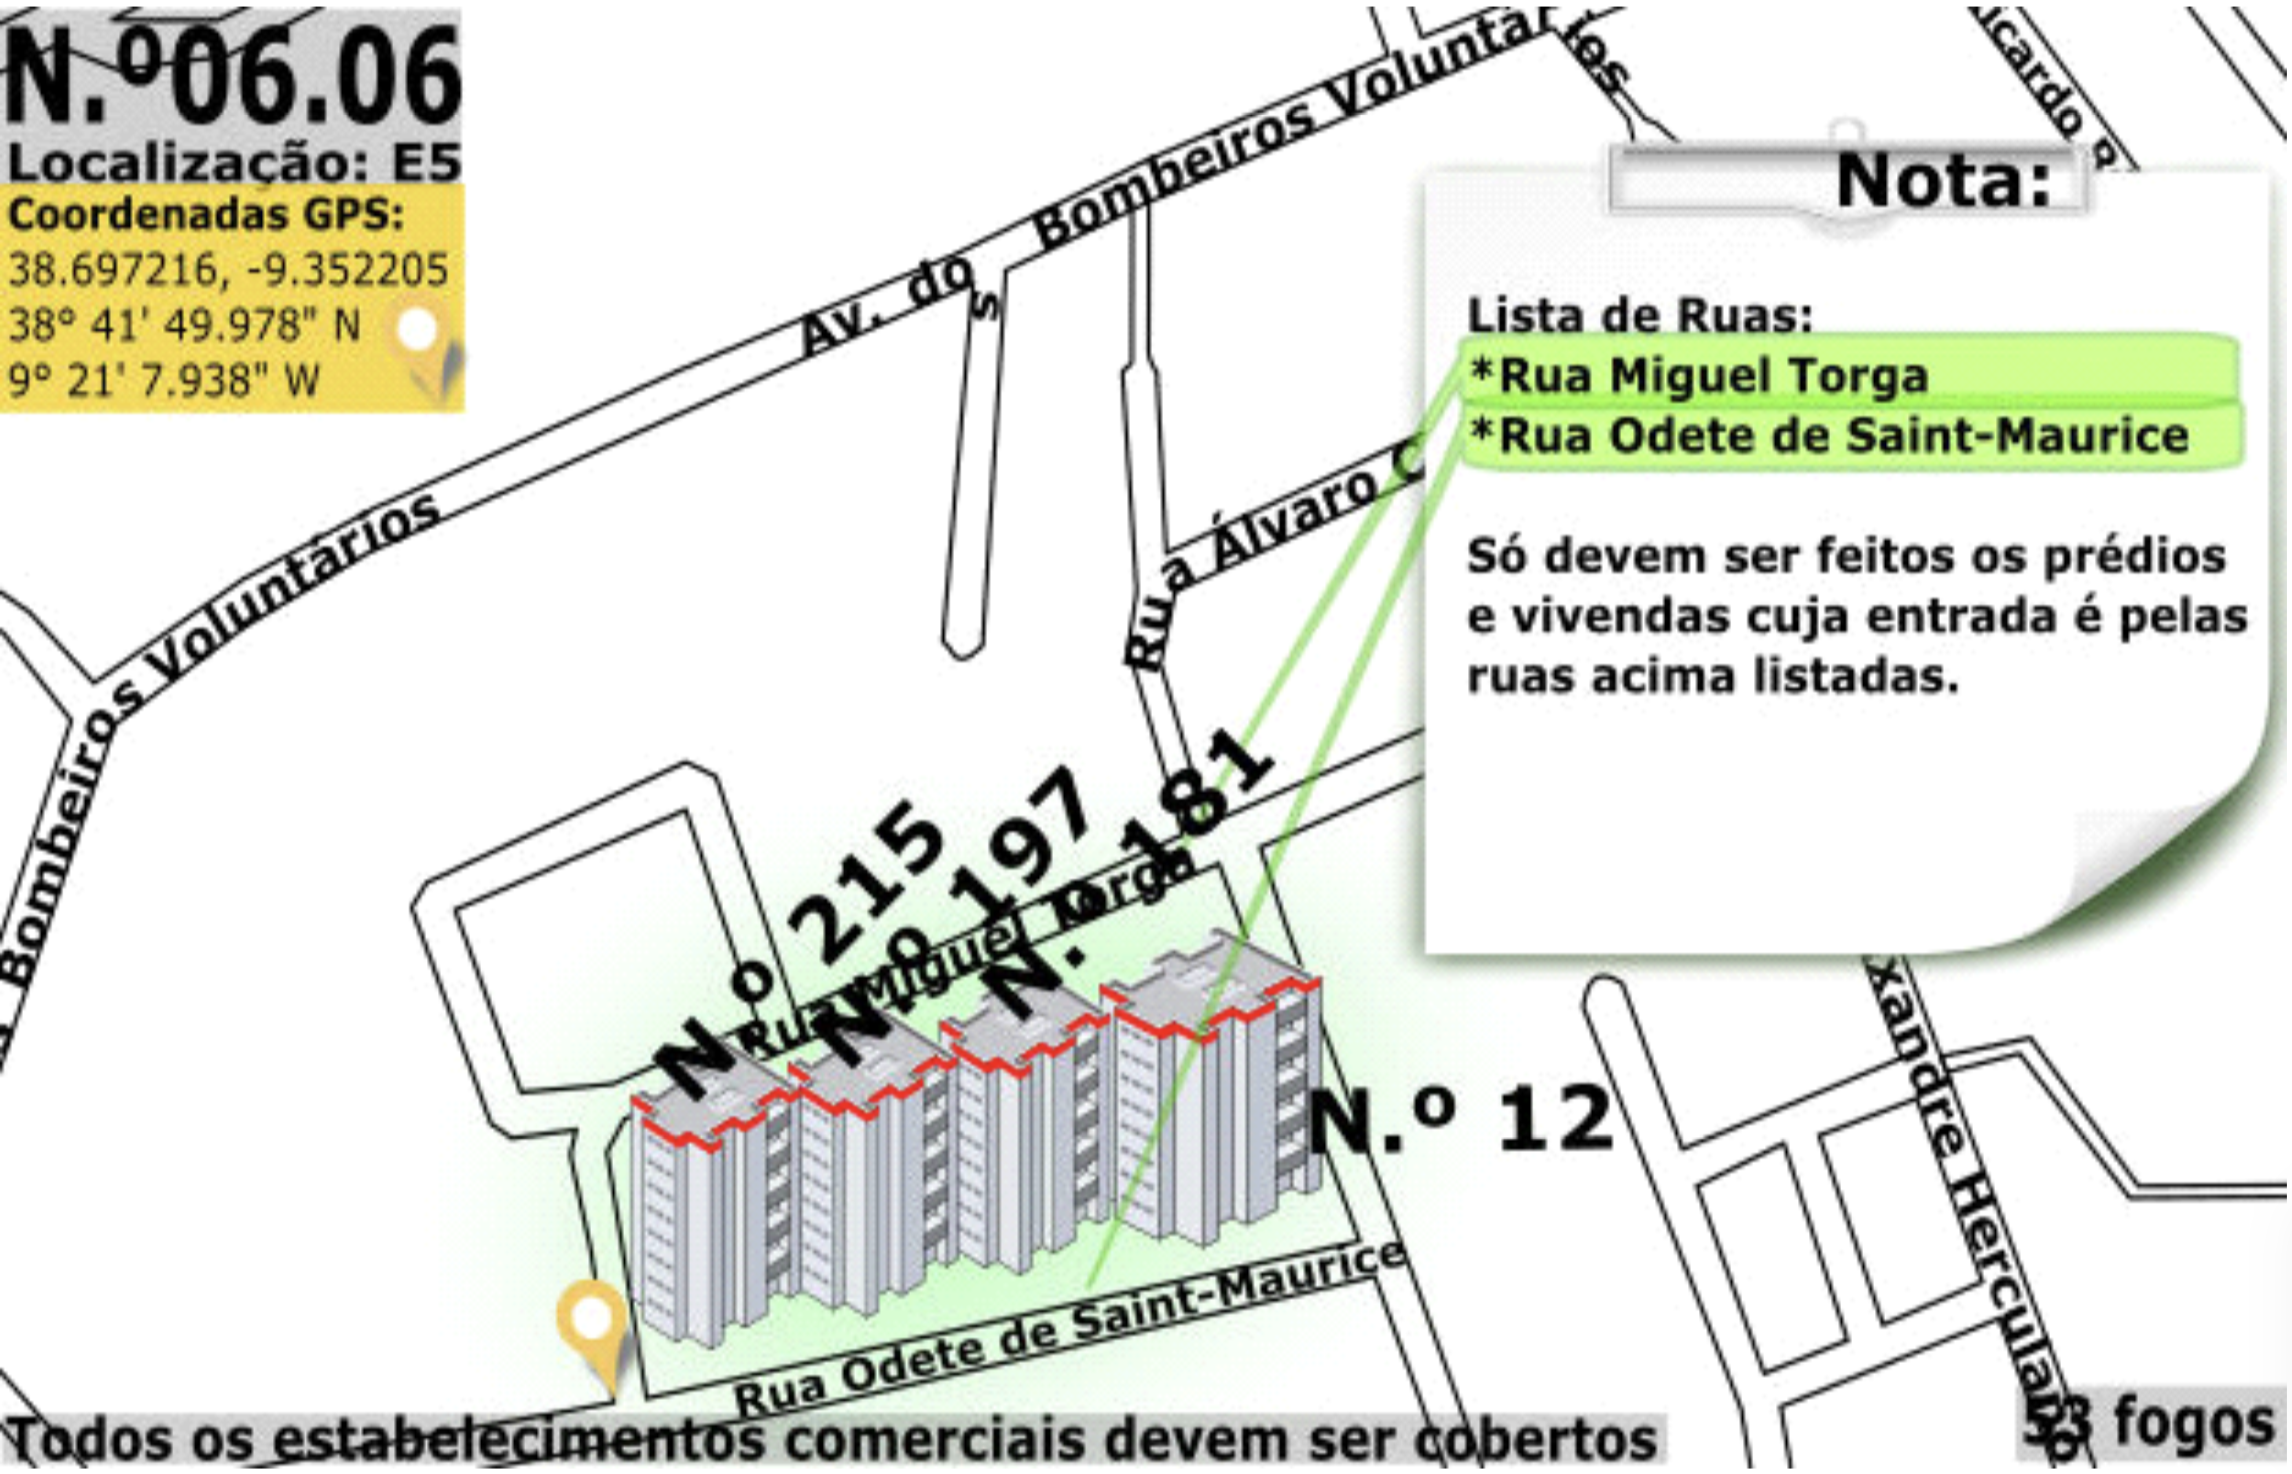 N.º06.06
Localização: E5
Coordenadas GPS:
38.697216, -9.352205
38° 41' 49.978" N
9° 21' 7.938" W
Av. dos Bombeiros Voluntários
Bombeiros Voluntários
Rua Álvaro
Nota:
Lista de Ruas:
*Rua Miguel Torga
*Rua Odete de Saint-Maurice
Só devem ser feitos os prédios
e vivendas cuja entrada é pelas
ruas acima listadas.
N.º 215
N.º 197
N.º 181
Rua Miguel Torga
N.º 12
Rua Odete de Saint-Maurice
xandre Herculano
Todos os estabelecimentos comerciais devem ser cobertos
fogos